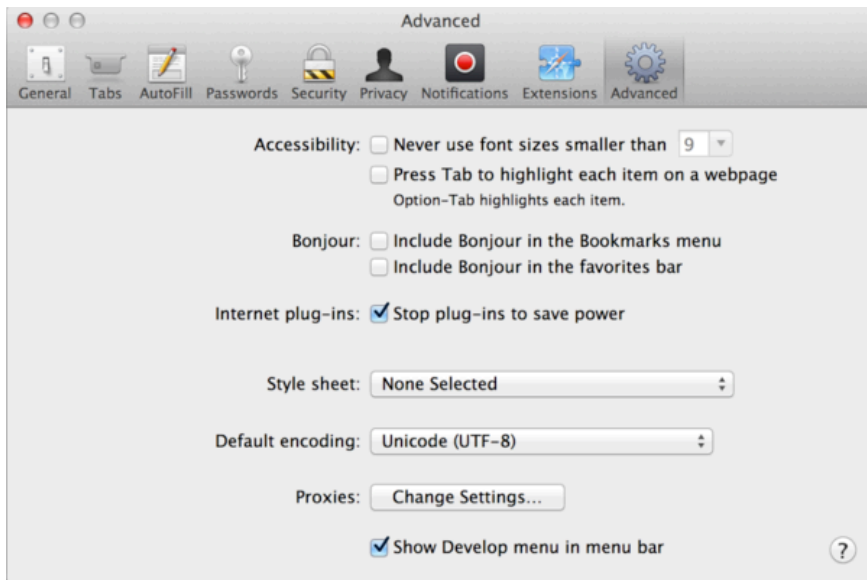 Advanced
General Tabs AutoFill Passwords Security Privacy Notifications Extensions Advanced
Accessibility: Never use font sizes smaller than 9
Press Tab to highlight each item on a webpage
Option-Tab highlights each item.
Bonjour: Include Bonjour in the Bookmarks menu
Include Bonjour in the favorites bar
Internet plug-ins: Stop plug-ins to save power
Style sheet: None Selected
Default encoding: Unicode (UTF-8)
Proxies: Change Settings...
Show Develop menu in menu bar
?